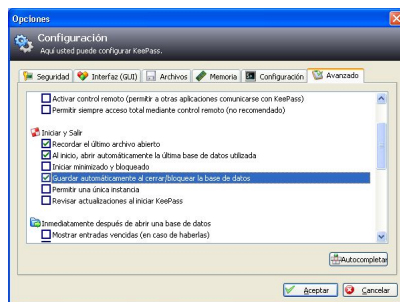 Opciones
Configuración
Aquí usted puede configurar KeePass.
Seguridad Interfaz (GUI) Archivos Memoria Configuración Avanzado
Activar control remoto (permitir a otras aplicaciones comunicarse con KeePass)
Permitir siempre acceso total mediante control remoto (no recomendado)
Iniciar y Salir
Recordar el último archivo abierto
Al inicio, abrir automáticamente la última base de datos utilizada
Iniciar minimizado y bloqueado
Guardar automáticamente al cerrar/bloquear la base de datos
Permitir una única instancia
Revisar actualizaciones al iniciar KeePass
Inmediatamente después de abrir una base de datos
Mostrar entradas vencidas (en caso de haberlas)
Autocompletar
Aceptar Cancelar